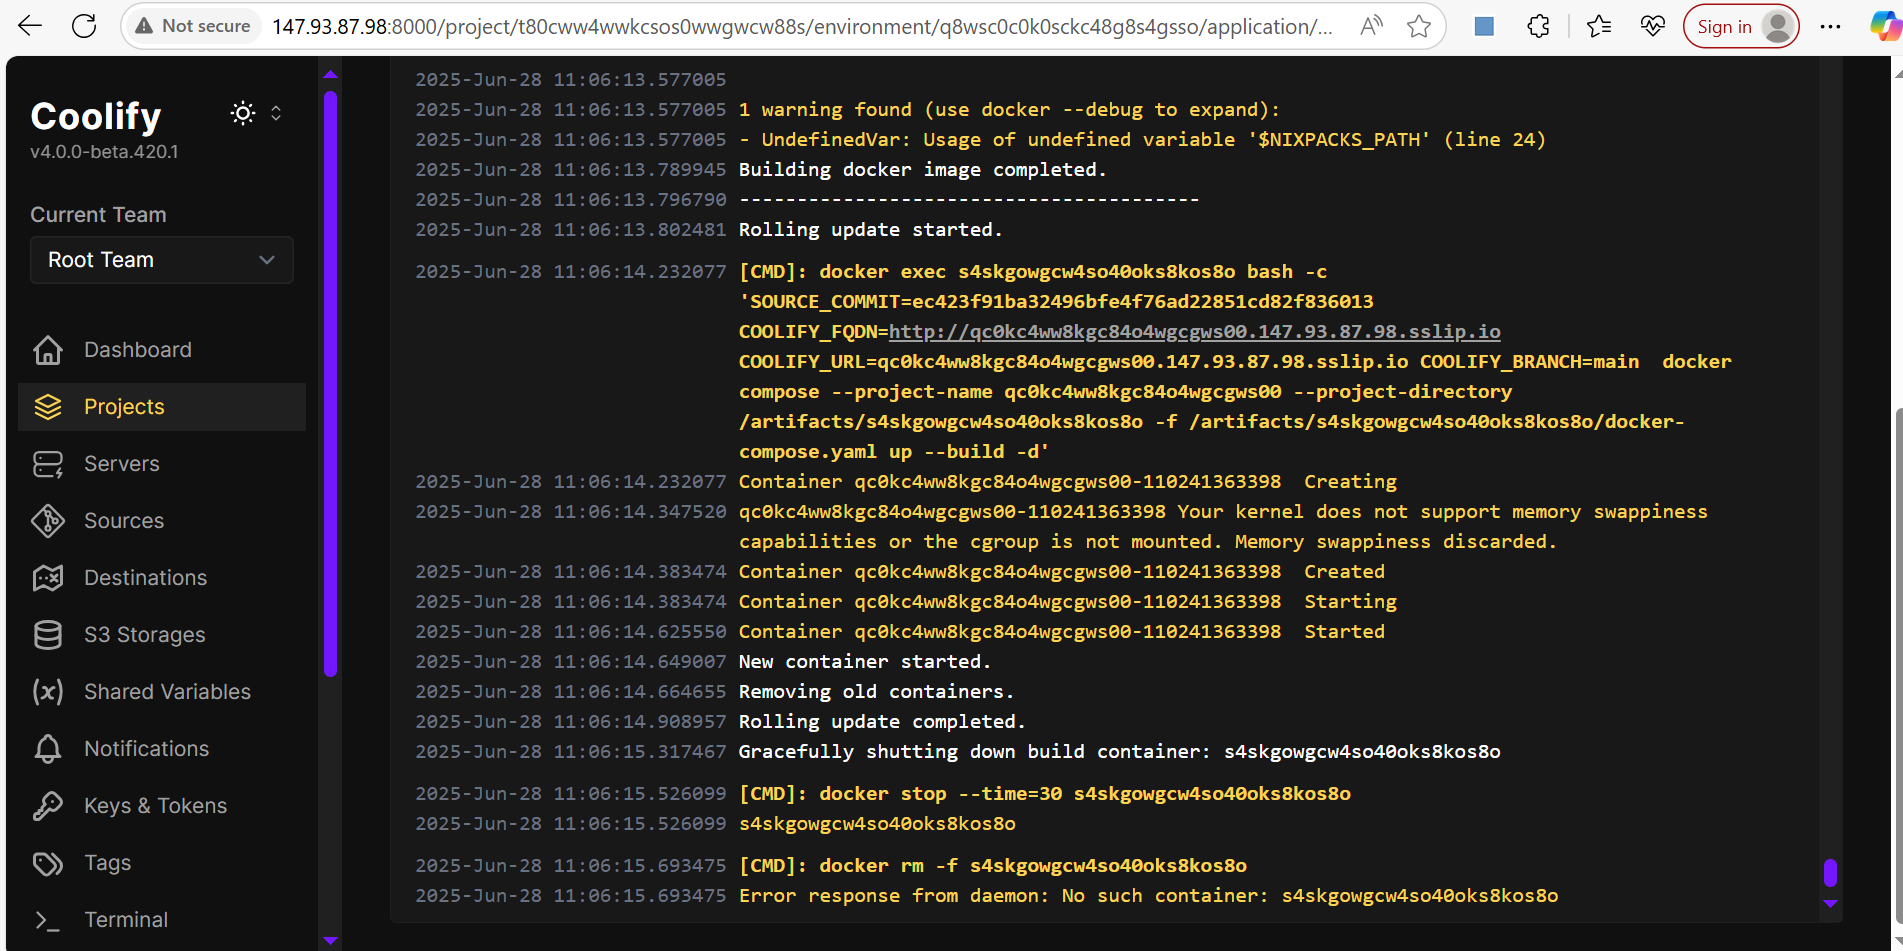 Not secure
147.93.87.98:8000/project/t80cww4wwkcsos0wwgwcw88s/environment/q8wsc0c0k0sckc48g8s4gsso/application/...
Sign in
Coolify
v4.0.0-beta.420.1
Current Team
Root Team
Dashboard
Projects
Servers
Sources
Destinations
S3 Storages
Shared Variables
Notifications
Keys & Tokens
Tags
Terminal
2025-Jun-28 11:06:13.577005
2025-Jun-28 11:06:13.577005 1 warning found (use docker --debug to expand):
2025-Jun-28 11:06:13.577005 - UndefinedVar: Usage of undefined variable '$NIXPACKS_PATH' (line 24)
2025-Jun-28 11:06:13.789945 Building docker image completed.
2025-Jun-28 11:06:13.796790 ----------------------------------------
2025-Jun-28 11:06:13.802481 Rolling update started.
2025-Jun-28 11:06:14.232077 [CMD]: docker exec s4skgowgcw4so40oks8kos8o bash -c
'SOURCE_COMMIT=ec423f91ba32496bfe4f76ad22851cd82f836013
COOLIFY_FQDN=http://qc0kc4ww8kgc84o4wgcgws00.147.93.87.98.sslip.io
COOLIFY_URL=qc0kc4ww8kgc84o4wgcgws00.147.93.87.98.sslip.io COOLIFY_BRANCH=main  docker
compose --project-name qc0kc4ww8kgc84o4wgcgws00 --project-directory
/artifacts/s4skgowgcw4so40oks8kos8o -f /artifacts/s4skgowgcw4so40oks8kos8o/docker-
compose.yaml up --build -d'
2025-Jun-28 11:06:14.232077 Container qc0kc4ww8kgc84o4wgcgws00-110241363398  Creating
2025-Jun-28 11:06:14.347520 qc0kc4ww8kgc84o4wgcgws00-110241363398 Your kernel does not support memory swappiness
capabilities or the cgroup is not mounted. Memory swappiness discarded.
2025-Jun-28 11:06:14.383474 Container qc0kc4ww8kgc84o4wgcgws00-110241363398  Created
2025-Jun-28 11:06:14.383474 Container qc0kc4ww8kgc84o4wgcgws00-110241363398  Starting
2025-Jun-28 11:06:14.625550 Container qc0kc4ww8kgc84o4wgcgws00-110241363398  Started
2025-Jun-28 11:06:14.649007 New container started.
2025-Jun-28 11:06:14.664655 Removing old containers.
2025-Jun-28 11:06:14.908957 Rolling update completed.
2025-Jun-28 11:06:15.317467 Gracefully shutting down build container: s4skgowgcw4so40oks8kos8o
2025-Jun-28 11:06:15.526099 [CMD]: docker stop --time=30 s4skgowgcw4so40oks8kos8o
2025-Jun-28 11:06:15.526099 s4skgowgcw4so40oks8kos8o
2025-Jun-28 11:06:15.693475 [CMD]: docker rm -f s4skgowgcw4so40oks8kos8o
2025-Jun-28 11:06:15.693475 Error response from daemon: No such container: s4skgowgcw4so40oks8kos8o